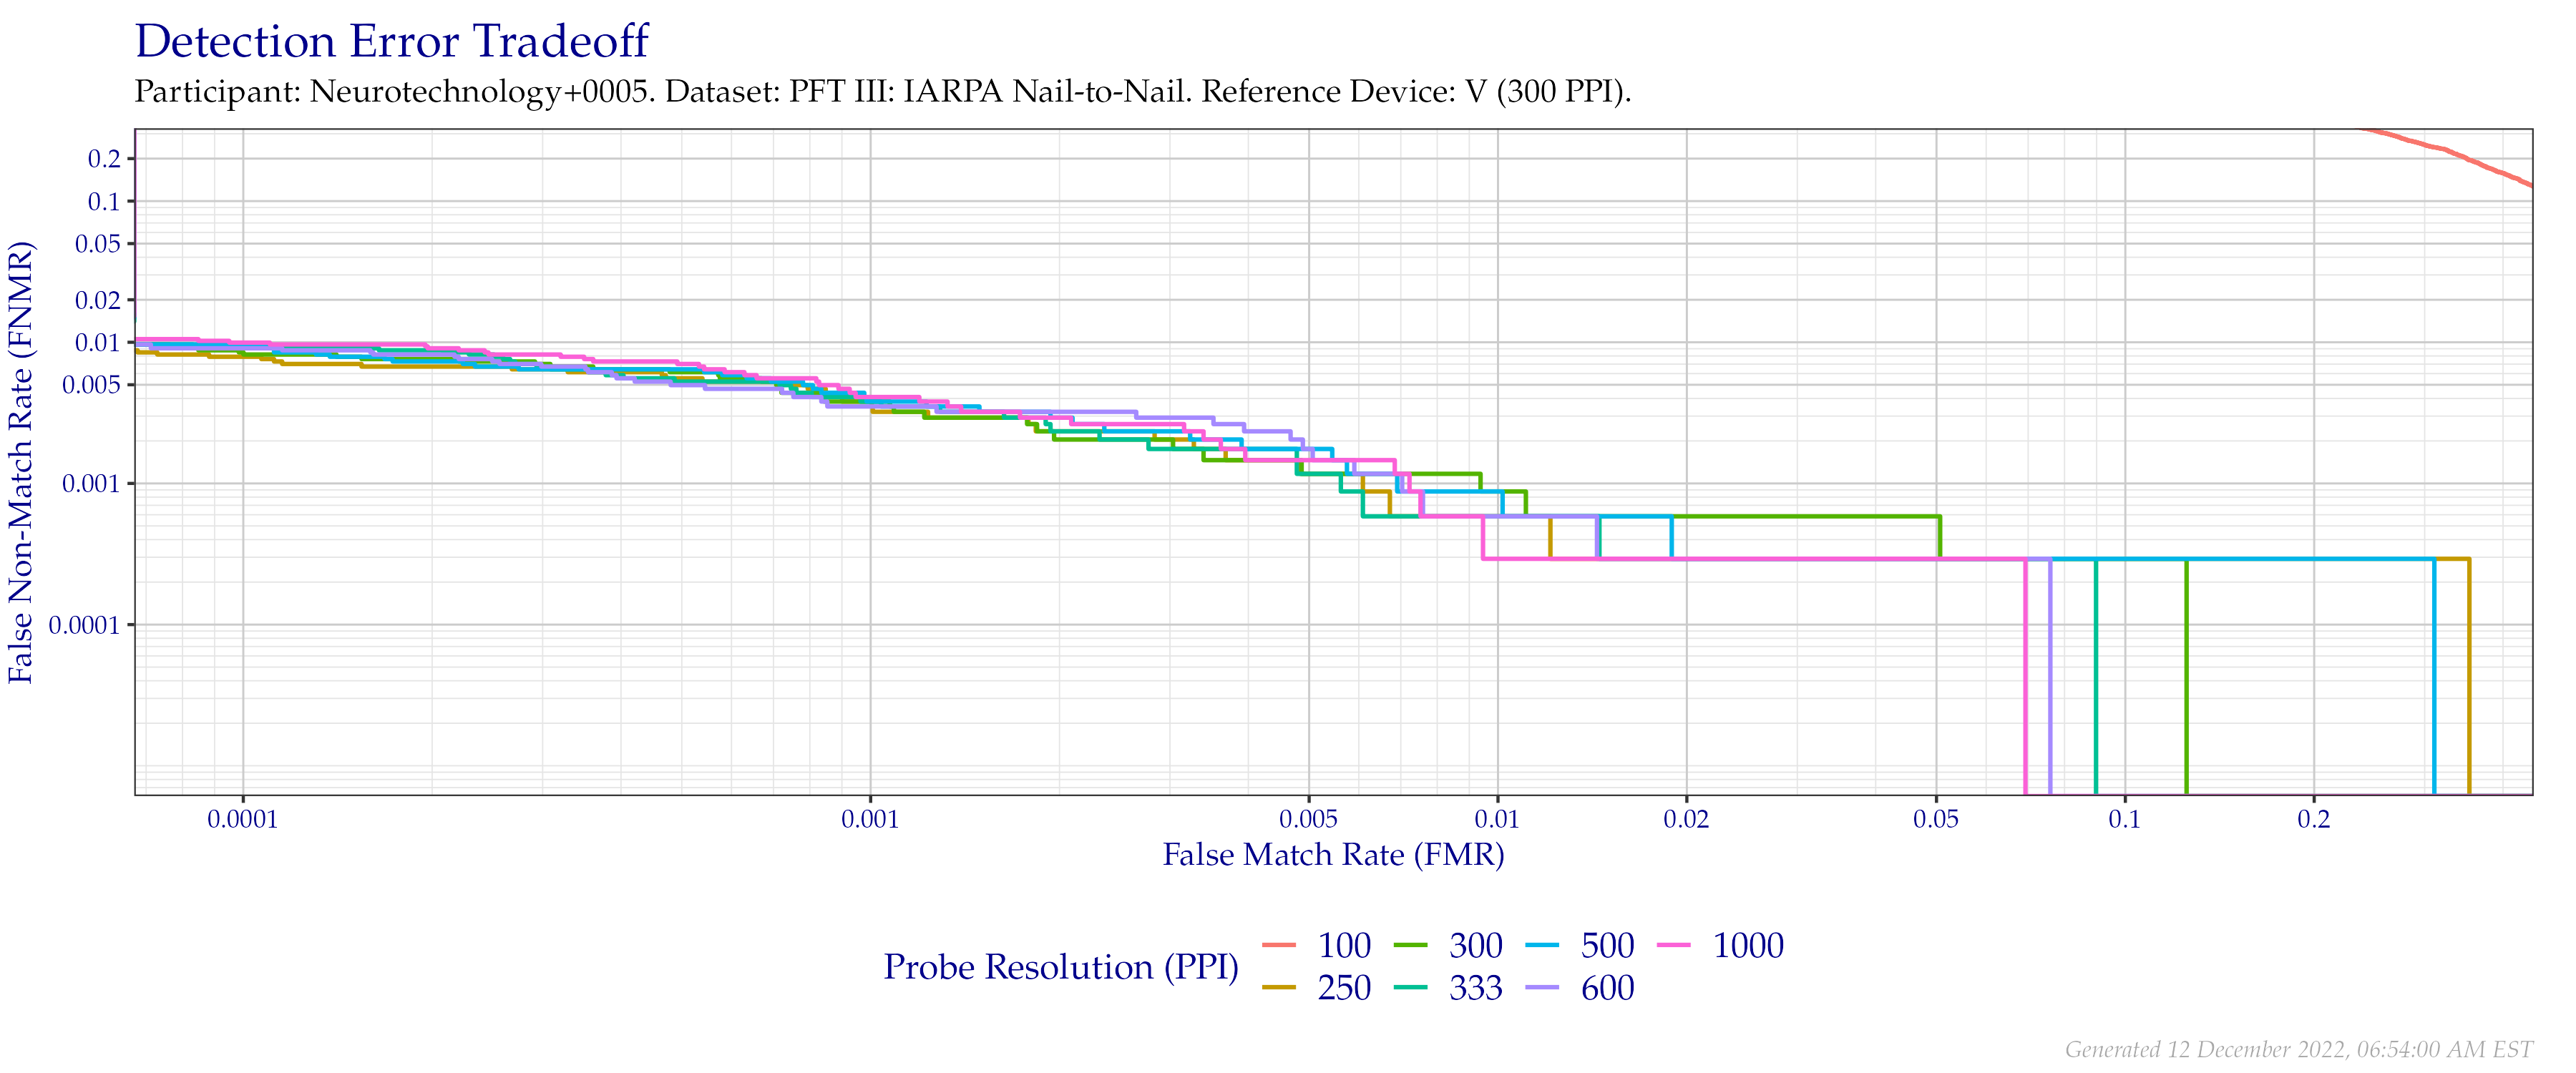 Detection Error Tradeoff
Participant: Neurotechnology+0005. Dataset: PFT III: IARPA Nail-to-Nail. Reference Device: V (300 PPI).
False Non-Match Rate (FNMR)
0.2
0.1
0.05
0.02
0.01
0.005
0.001
0.0001
0.0001 0.001 0.005 0.01 0.02 0.05 0.1 0.2
False Match Rate (FMR)
Probe Resolution (PPI)
100 300 500 1000
250 333 600
Generated 12 December 2022, 06:54:00 AM EST